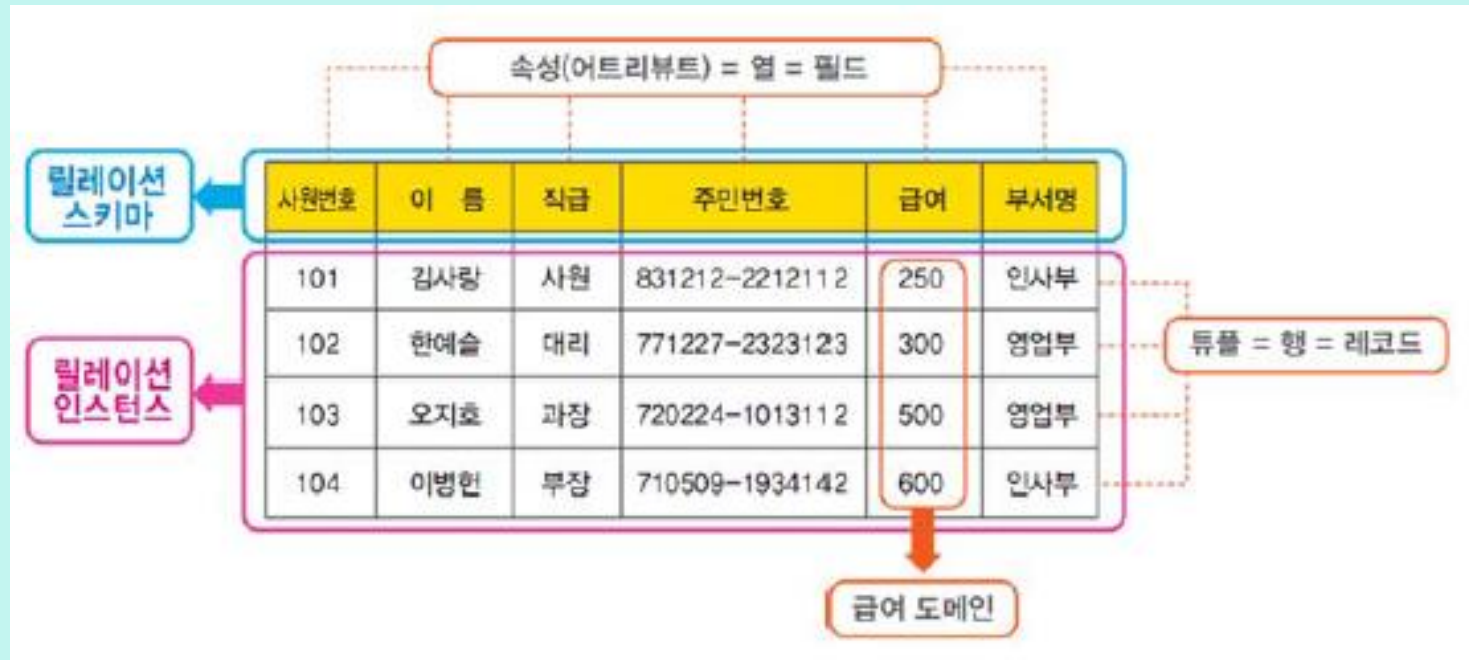 속성(어트리뷰트) = 열 = 필드
릴레이션
스키마
사원번호 이 름 직급 주민번호 급여 부서명
101 김사랑 사원 831212-2212112 250 인사부
102 한예슬 대리 771227-2323123 300 영업부
튜플 = 행 = 레코드
릴레이션
인스턴스
103 오지호 과장 720224-1013112 500 영업부
104 이병헌 부장 710509-1934142 600 인사부
급여 도메인